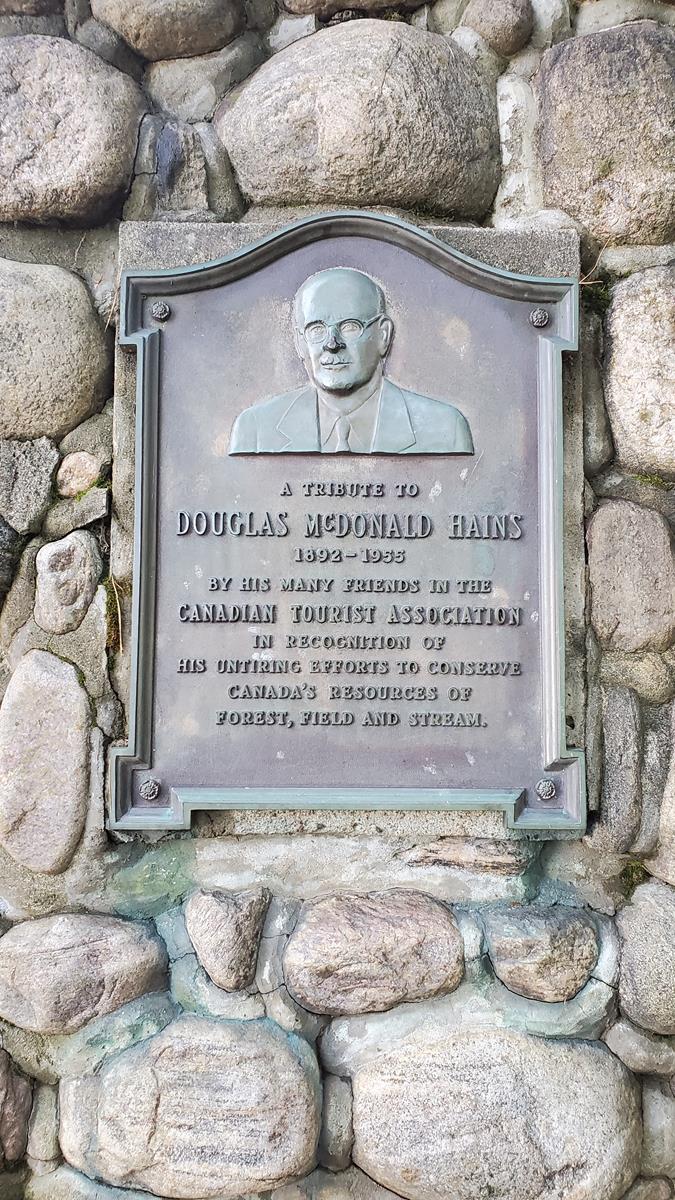 A TRIBUTE TO
DOUGLAS McDONALD HAINS
1892-1955
BY HIS MANY FRIENDS IN THE
CANADIAN TOURIST ASSOCIATION
IN RECOGNITION OF
HIS UNTIRING EFFORTS TO CONSERVE
CANADA'S RESOURCES OF
FOREST, FIELD AND STREAM.